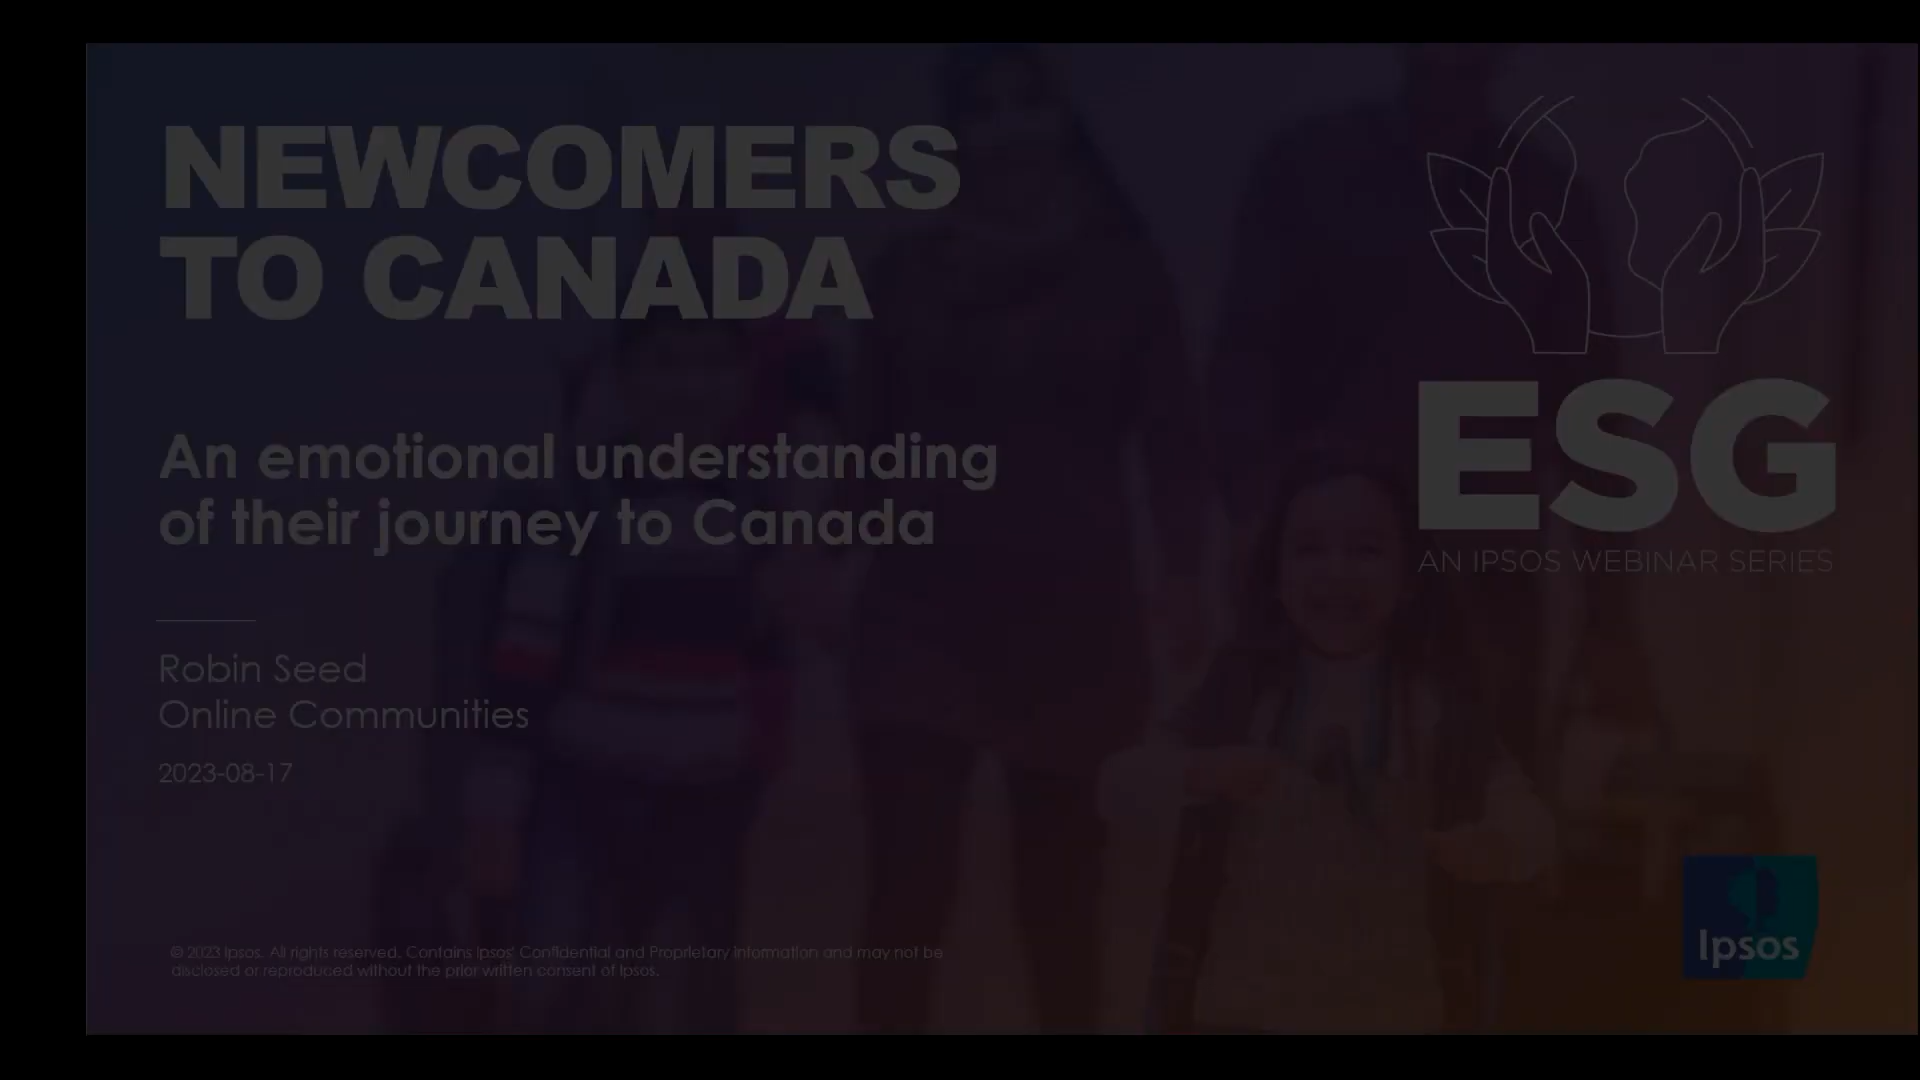 NEWCOMERS
TO CANADA
An emotional understanding
of their journey to Canada
Robin Seed
Online Communities
2023-08-17
© 2023 Ipsos. All rights reserved. Contains Ipsos' Confidential and Proprietary information and may not be
disclosed or reproduced without the prior written consent of Ipsos.
ESG
AN IPSOS WEBINAR SERIES
Ipsos